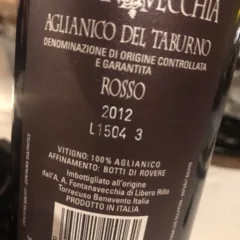 VECCHIA
AGLIANICO DEL TABURNO
DENOMINAZIONE DI ORIGINE CONTROLLATA
E GARANTITA
ROSSO
2012
L1504 3
VITIGNO: 100% AGLIANICO
AFFINAMENTO: BOTTI DI ROVERE
Imbottigliato all'origine
dall'A. A. Fontanavecchia di Libero Rillo
Torrecuso Benevento Italia
PRODOTTO IN ITALIA